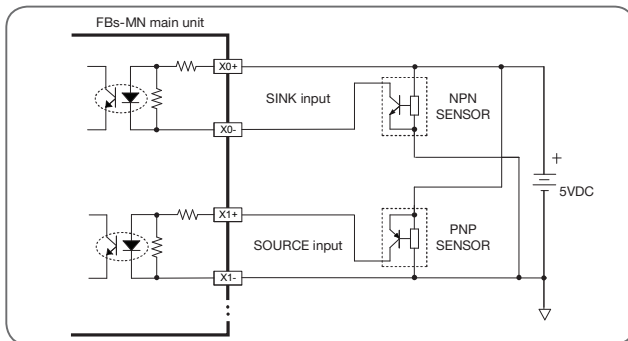 FBs-MN main unit
X0+
SINK input
NPN
SENSOR
X0-
+
5VDC
X1+
SOURCE input
PNP
SENSOR
X1-